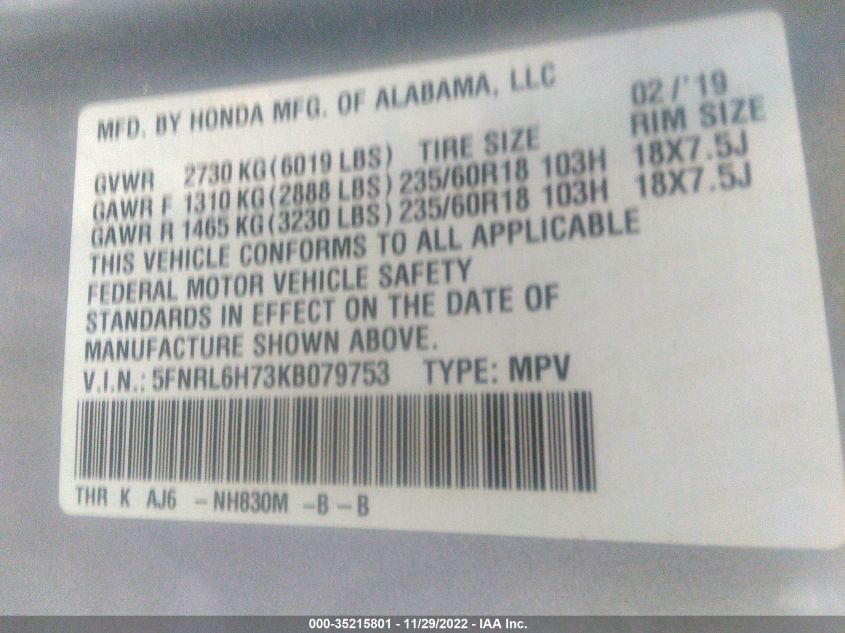 MFD. BY HONDA MFG. OF ALABAMA, LLC 02/'19
GVWR 2730 KG(6019 LBS) TIRE SIZE RIM SIZE
GAWR F 1310 KG(2888 LBS) 235/60R18 103H 18X7.5J
GAWR R 1465 KG(3230 LBS) 235/60R18 103H 18X7.5J
THIS VEHICLE CONFORMS TO ALL APPLICABLE
FEDERAL MOTOR VEHICLE SAFETY
STANDARDS IN EFFECT ON THE DATE OF
MANUFACTURE SHOWN ABOVE.
V.I.N.: 5FNRL6H73KB079753 TYPE: MPV
THR K AJ6 -NH830M -B -B
000-35215801 - 11/29/2022 - IAA Inc.